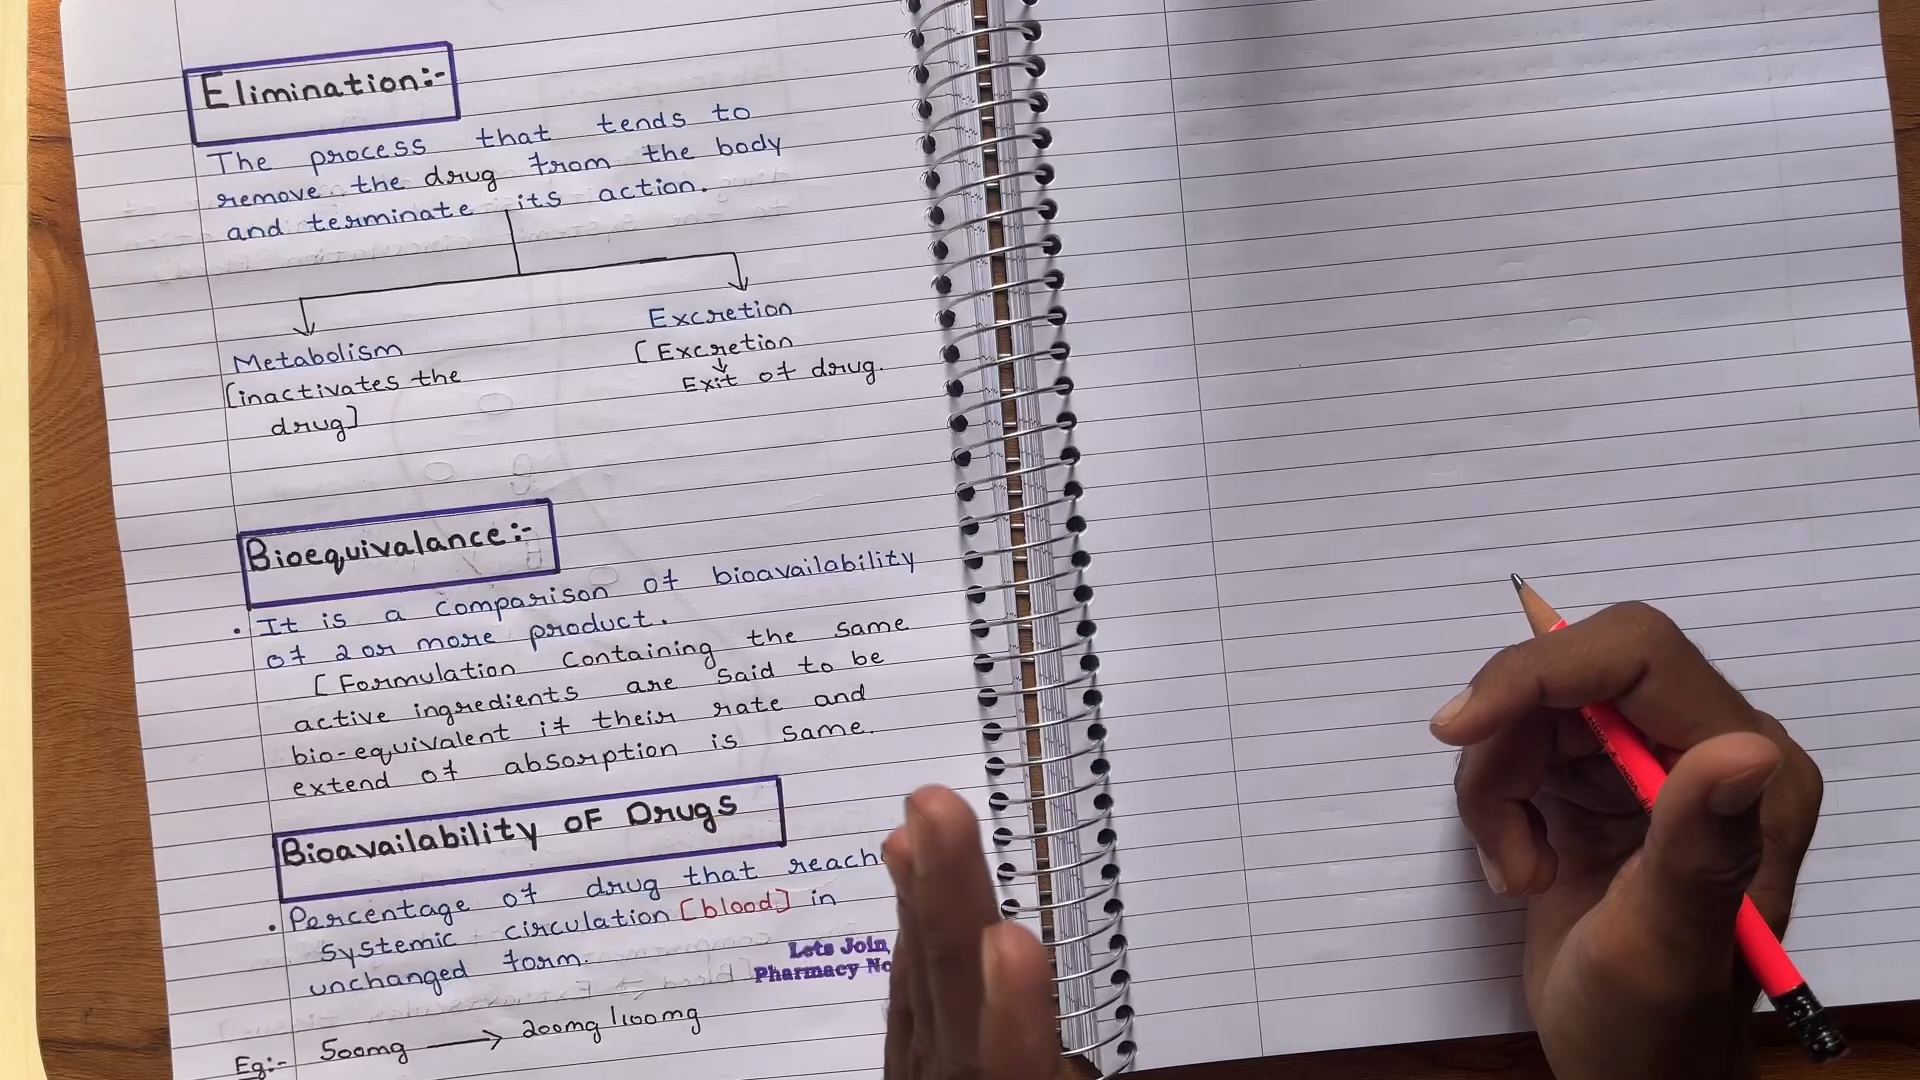 Elimination:-
The process that tends to
remove the drug from the body
and terminate its action.
Metabolism
[inactivates the
drug]
Excretion
[Excretion
↓
Exit of drug.
Bioequivalance:-
• It is a comparison of bioavailability
of 2 or more product.
[Formulation containing the same
active ingredients are said to be
bio-equivalent if their rate and
extend of absorption is same.
Bioavailability of Drugs
• Percentage of drug that reach
systemic circulation [blood] in
unchanged form.
Lets Join
Pharmacy
Eg:- 500mg → 200mg